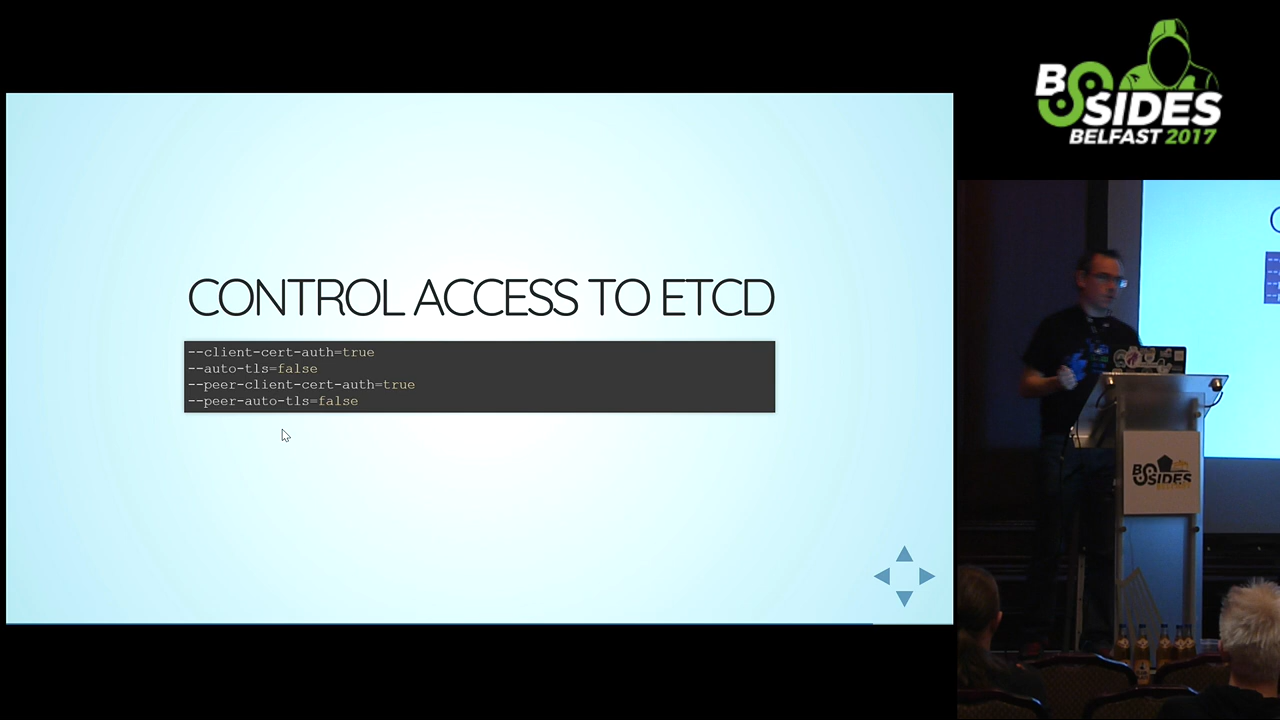 CONTROL ACCESS TO ETCD
--client-cert-auth=true
--auto-tls=false
--peer-client-cert-auth=true
--peer-auto-tls=false
BSIDES
BELFAST 2017
BSIDES